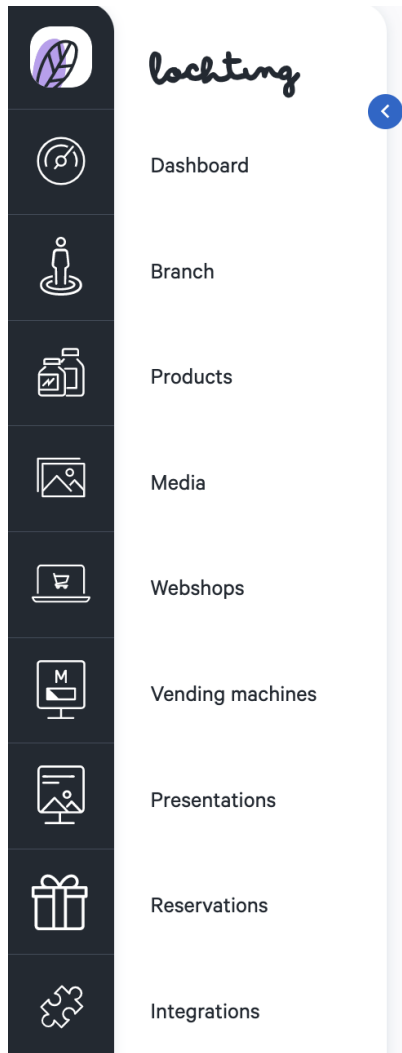 lochting
Dashboard
Branch
Products
Media
Webshops
M
Vending machines
Presentations
Reservations
Integrations